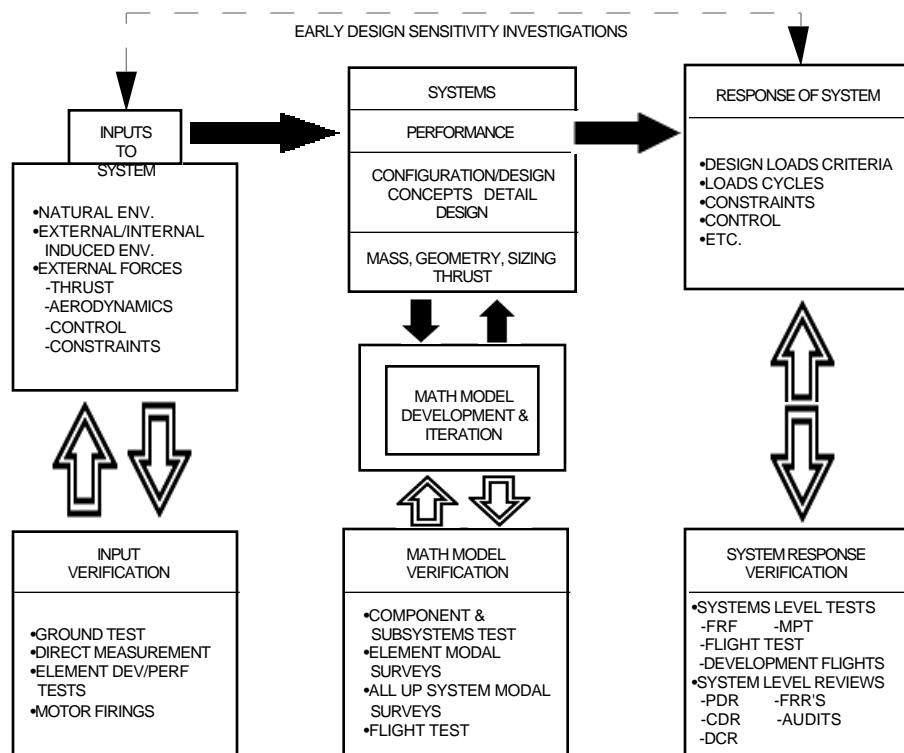 EARLY DESIGN SENSITIVITY INVESTIGATIONS
INPUTS
TO
SYSTEM
•NATURAL ENV.
•EXTERNAL/INTERNAL
INDUCED ENV.
•EXTERNAL FORCES
-THRUST
-AERODYNAMICS
-CONTROL
-CONSTRAINTS
SYSTEMS
PERFORMANCE
CONFIGURATION/DESIGN
CONCEPTS DETAIL
DESIGN
MASS, GEOMETRY, SIZING
THRUST
RESPONSE OF SYSTEM
•DESIGN LOADS CRITERIA
•LOADS CYCLES
•CONSTRAINTS
•CONTROL
•ETC.
MATH MODEL
DEVELOPMENT &
ITERATION
INPUT
VERIFICATION
•GROUND TEST
•DIRECT MEASUREMENT
•ELEMENT DEV/PERF
TESTS
•MOTOR FIRINGS
MATH MODEL
VERIFICATION
•COMPONENT &
SUBSYSTEMS TEST
•ELEMENT MODAL
SURVEYS
•ALL UP SYSTEM MODAL
SURVEYS
•FLIGHT TEST
SYSTEM RESPONSE
VERIFICATION
•SYSTEMS LEVEL TESTS
-FRF -MPT
-FLIGHT TEST
-DEVELOPMENT FLIGHTS
•SYSTEM LEVEL REVIEWS
-PDR -FRR'S
-CDR -AUDITS
-DCR